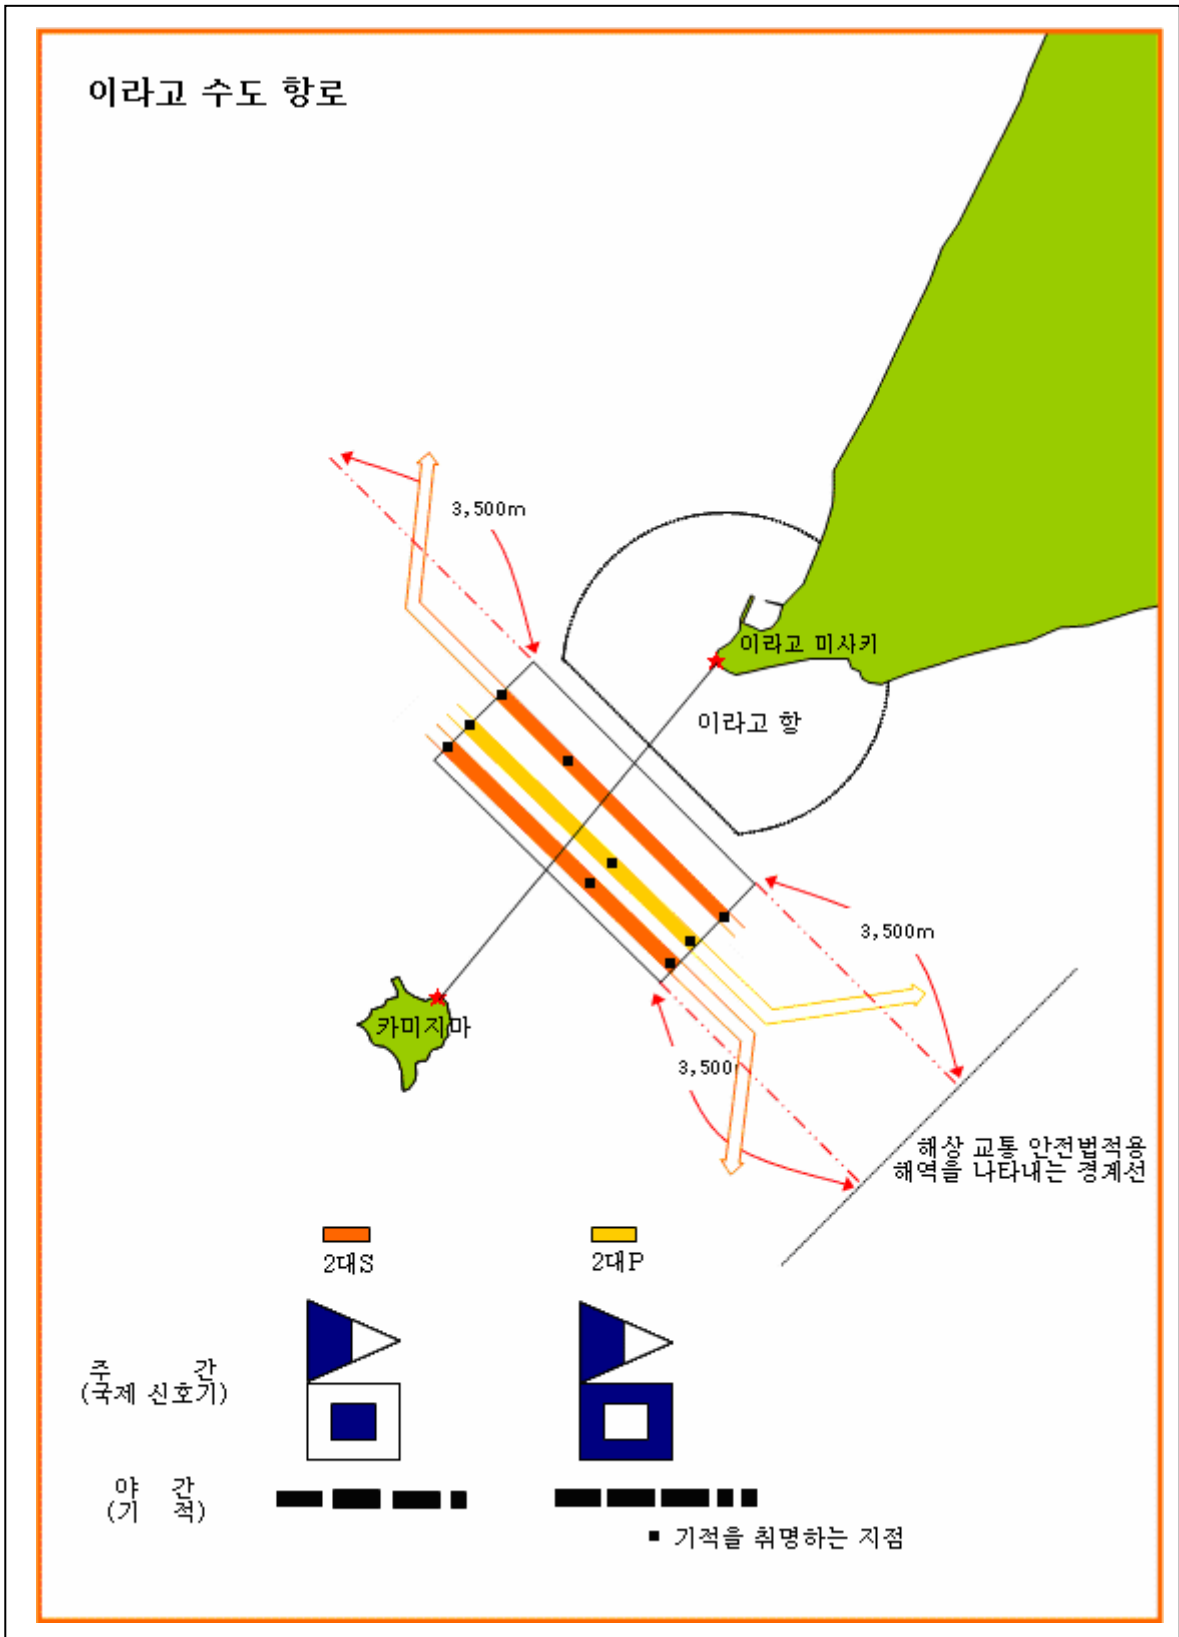 이라고 수도 항로
3,500m
이라고 미사키
이라고 항
3,500m
카미지마
3,500m
해상 교통 안전법적용
해역을 나타내는 경계선
2대S
2대P
주 간
(국제 신호기)
야 간
(기 적)
기적을 취명하는 지점